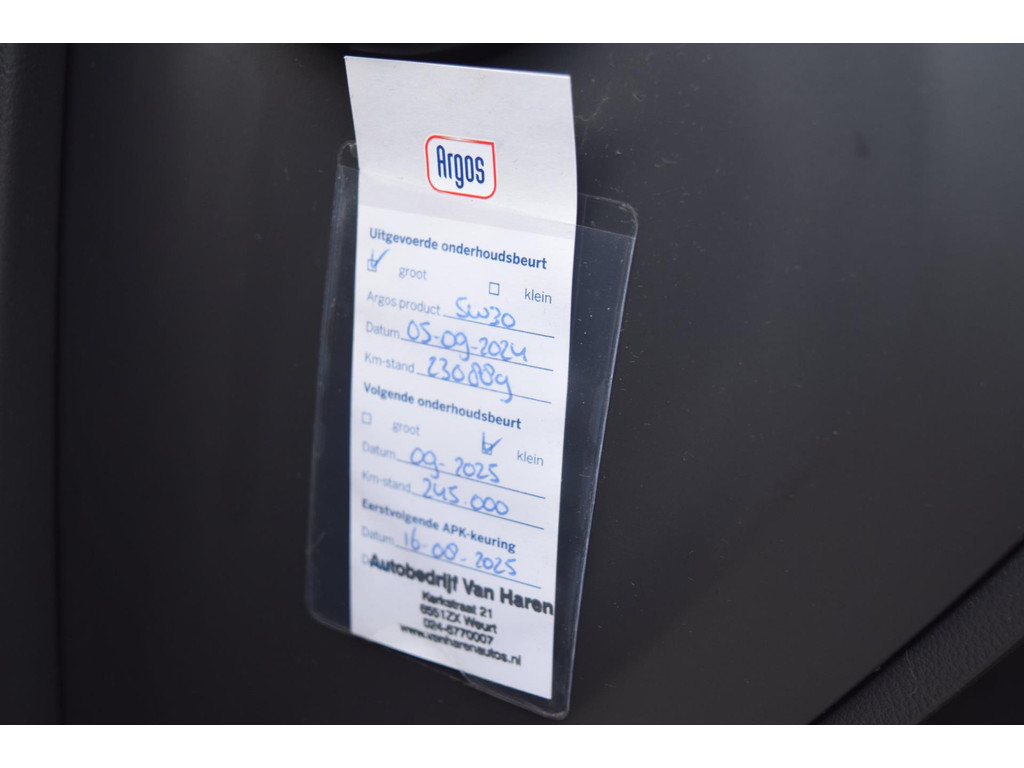 Argos
Uitgevoerde onderhoudsbeurt
groot klein
Argos product 5W30
Datum 05-09-2024
Km-stand 230889
Volgende onderhoudsbeurt
groot klein
Datum 09-2025
Km-stand 245.000
Eerstvolgende APK-keuring
Datum 16-08-2025
Autobedrijf Van Haren
Kerkstraat 21
6551ZX Weurt
024-6770007
www.vanharenautos.nl